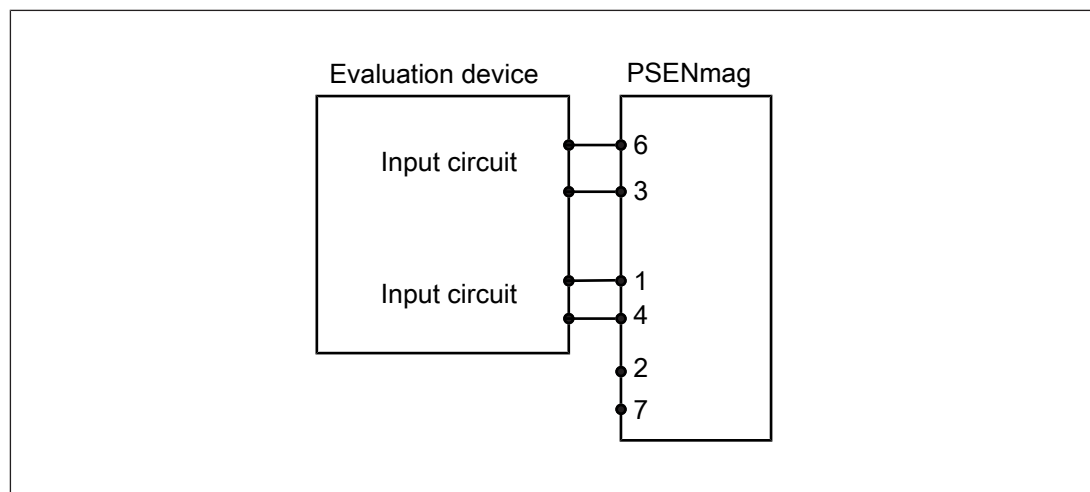 Evaluation device
PSENmag
Input circuit
6
3
Input circuit
1
4
2
7